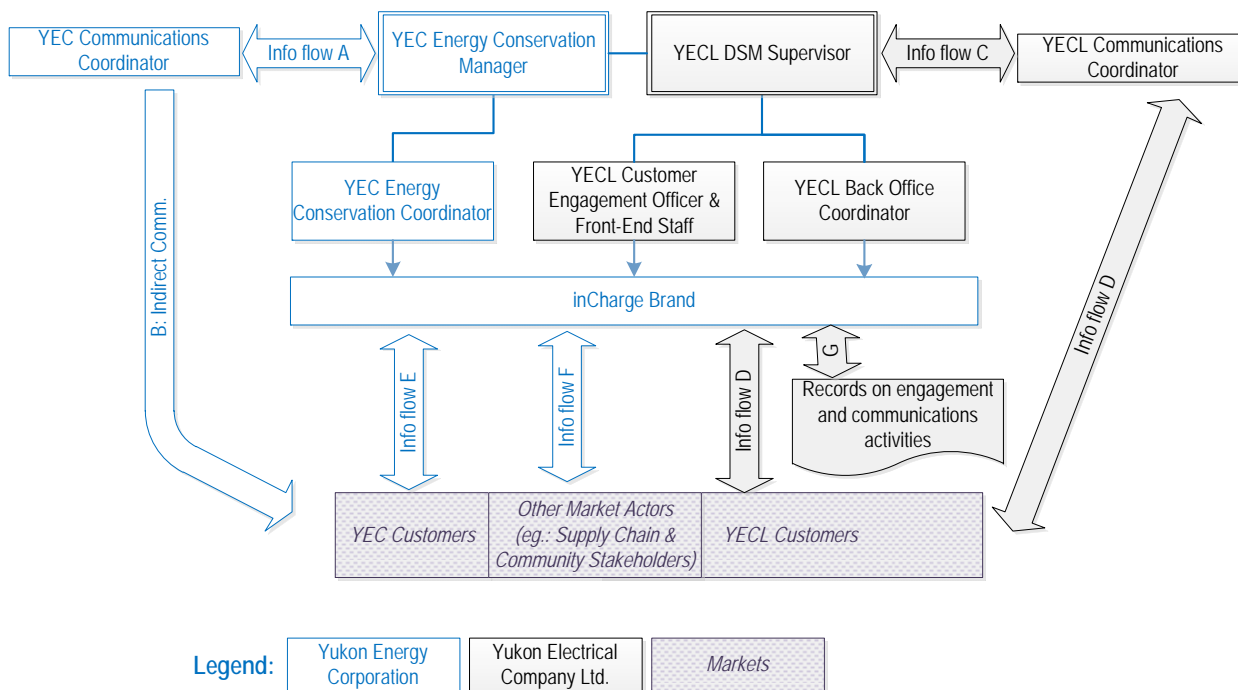 YEC Communications
Coordinator
Info flow A
YEC Energy Conservation
Manager
YECL DSM Supervisor
Info flow C
YECL Communications
Coordinator
YEC Energy
Conservation Coordinator
YECL Customer
Engagement Officer &
Front-End Staff
YECL Back Office
Coordinator
B: Indirect Comm.
inCharge Brand
Info flow D
Info flow E
Info flow F
Info flow D
G
Records on engagement
and communications
activities
YEC Customers
Other Market Actors
(eg.: Supply Chain &
Community Stakeholders)
YECL Customers
Legend:
Yukon Energy
Corporation
Yukon Electrical
Company Ltd.
Markets